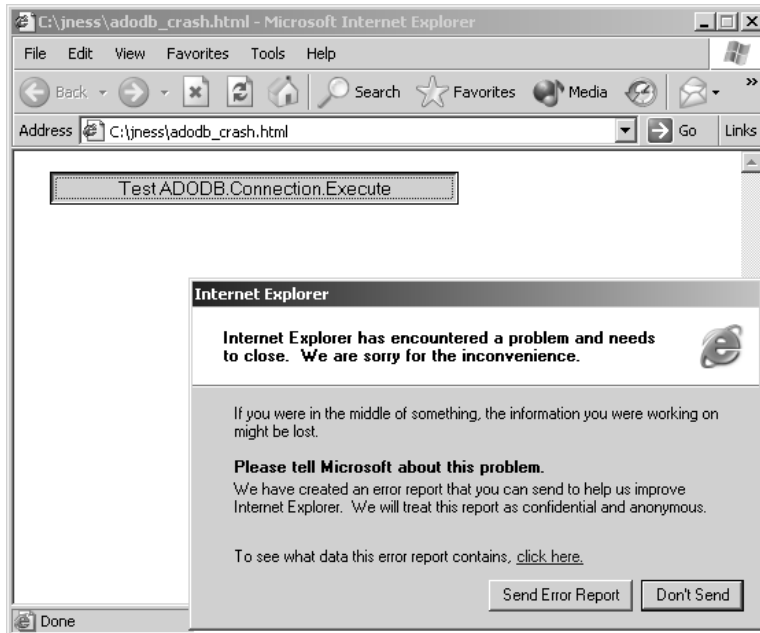 C:\jness\adodb_crash.html - Microsoft Internet Explorer
File Edit View Favorites Tools Help
Back Search Favorites Media »
Address C:\jness\adodb_crash.html Go Links
Test ADODB.Connection.Execute
Internet Explorer
Internet Explorer has encountered a problem and needs
to close. We are sorry for the inconvenience.
If you were in the middle of something, the information you were working on
might be lost.
Please tell Microsoft about this problem.
We have created an error report that you can send to help us improve
Internet Explorer. We will treat this report as confidential and anonymous.
To see what data this error report contains, click here.
Send Error Report Don't Send
Done